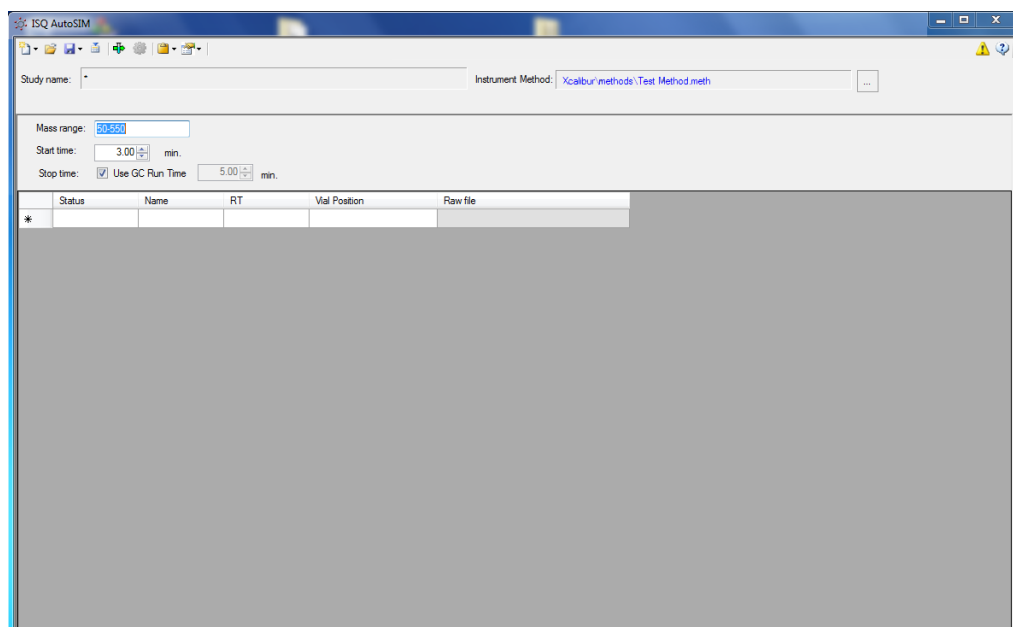 ISQ AutoSIM
Study name: * Instrument Method: Xcalibur\methods\Test Method.meth ...
Mass range: 50-550
Start time: 3.00 min.
Stop time: Use GC Run Time 5.00 min.
Status Name RT Vial Position Raw file